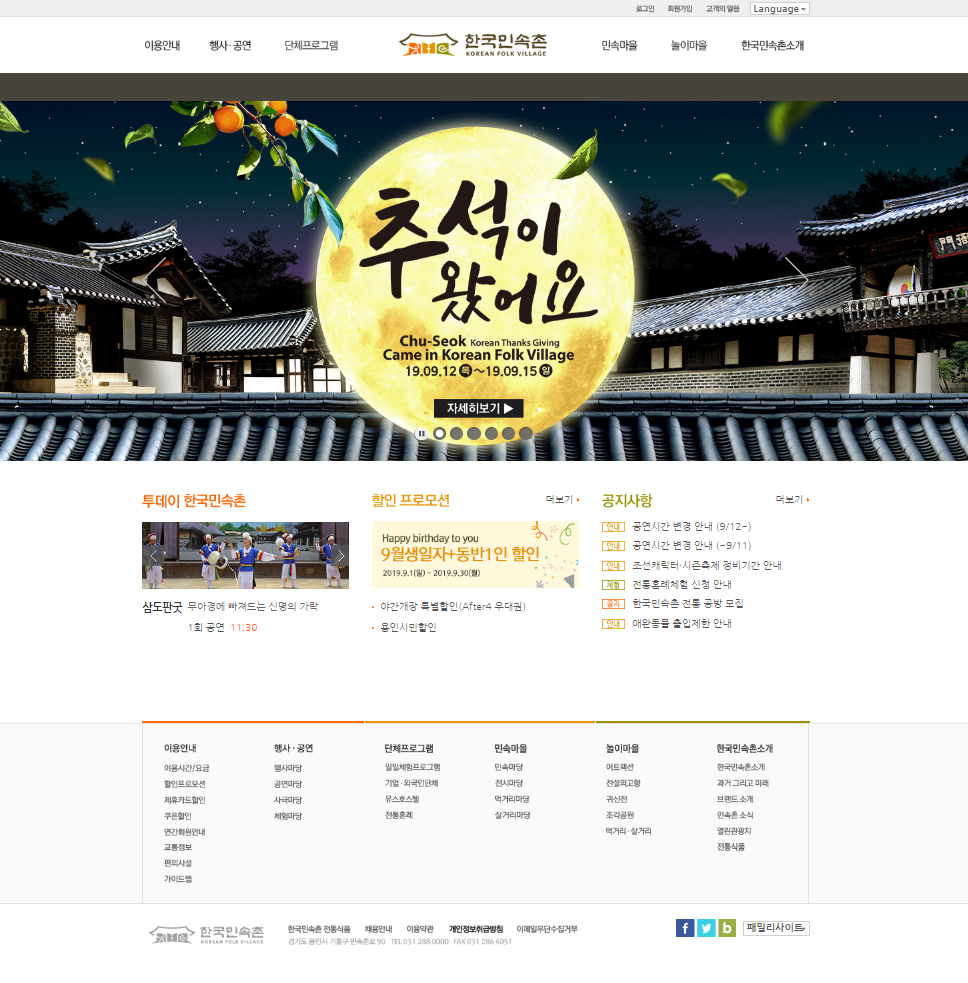 로그인 회원가입 고객의 말씀 Language
이용안내 행사 · 공연 단체프로그램 한국민속촌 민속마을 놀이마을 한국민속촌소개
KOREAN FOLK VILLAGE
추석이
왔어요
Chu-Seok Korean Thanks Giving
Came in Korean Folk Village
19.09.12 목 ~19.09.15 일
자세히보기 ▶
투데이 한국민속촌
삼도판굿 무아경에 빠져드는 신명의 가락
1회 공연 11:30
할인 프로모션 더보기
Happy birthday to you
9월생일자+동반1인 할인
2019.9.1(일) ~ 2019.9.30(월)
야간개장 특별할인(After4 우대권)
용인시민할인
공지사항 더보기
안내 공연시간 변경 안내 (9/12~)
안내 공연시간 변경 안내 (~9/11)
안내 조선캐릭터·시즌축제 정비기간 안내
체험 전통혼례체험 신청 안내
공지 한국민속촌 전통 공방 모집
안내 애완동물 출입제한 안내
이용안내
이용시간/요금
할인프로모션
제휴카드할인
쿠폰할인
연간회원안내
교통정보
편의시설
가이드맵
행사 · 공연
행사마당
공연마당
사극마당
체험마당
단체프로그램
일일체험프로그램
기업 · 외국인단체
유스호스텔
전통혼례
민속마을
민속마당
전시마당
먹거리마당
살거리마당
놀이마을
어트랙션
전설의고향
귀신전
조각공원
먹거리 · 살거리
한국민속촌소개
한국민속촌소개
과거 그리고 미래
브랜드 소개
민속촌 소식
열린관광지
전통식품
한국민속촌
KOREAN FOLK VILLAGE
한국민속촌 전통식품 채용안내 이용약관 개인정보취급방침 이메일무단수집거부
경기도 용인시 기흥구 민속촌로 90 TEL 031 288 0000 FAX 031 286 4051
패밀리사이트